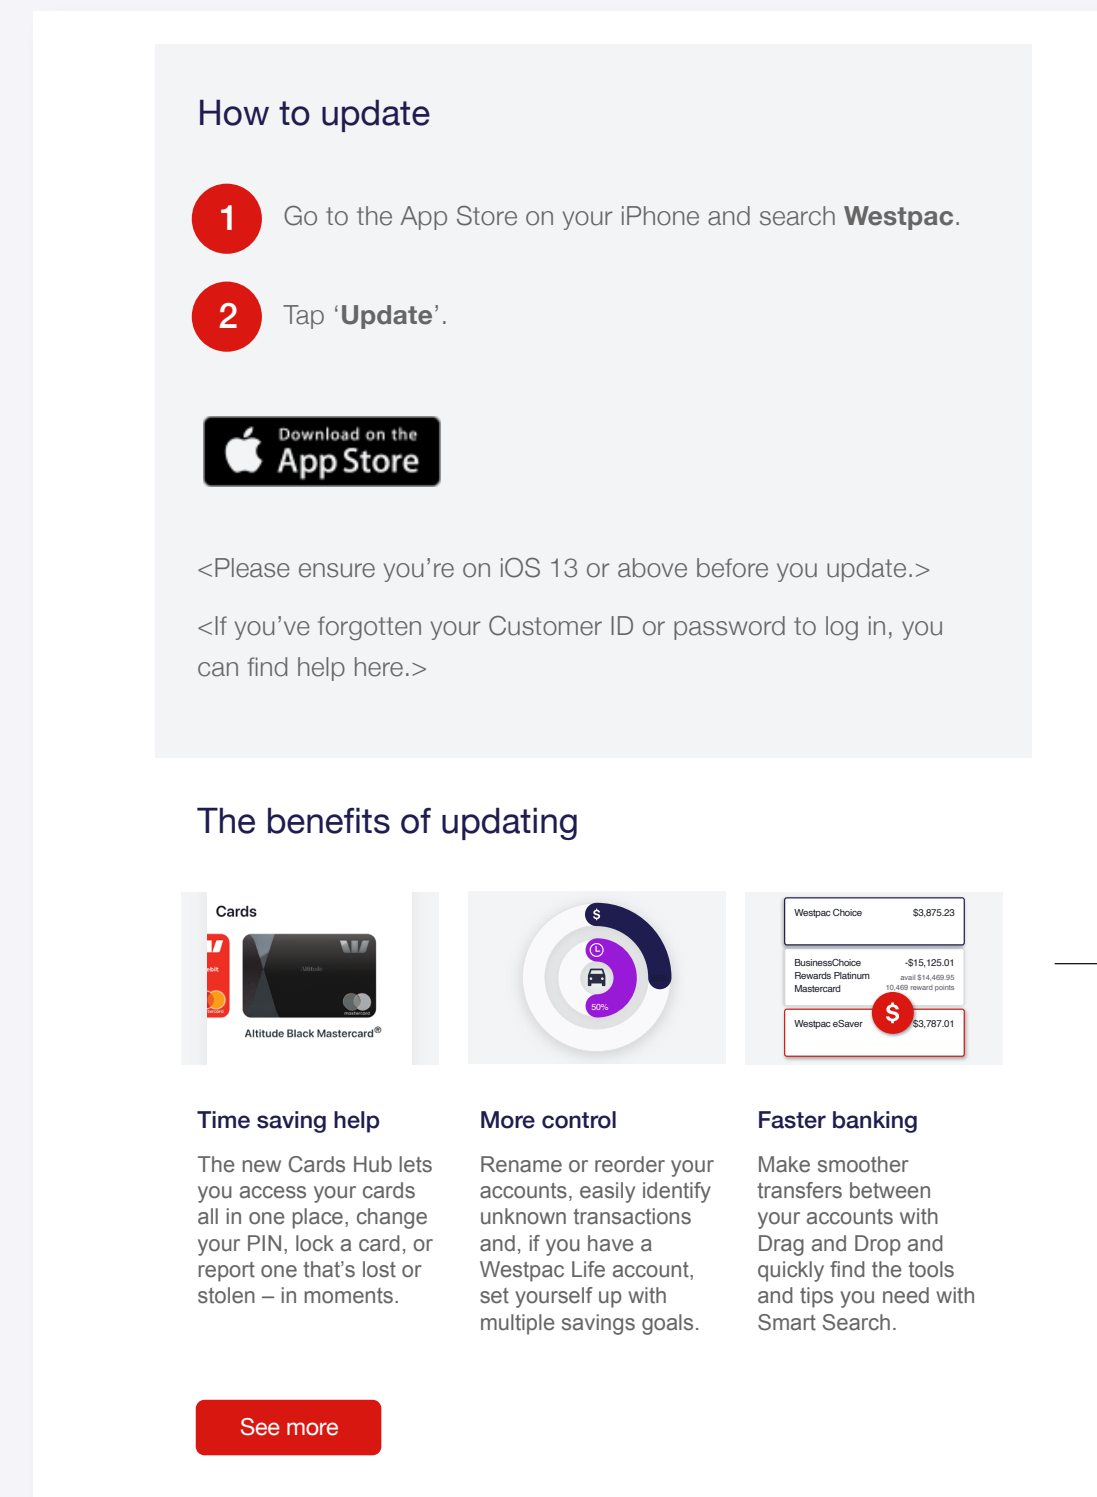 How to update
1
Go to the App Store on your iPhone and search Westpac.
2
Tap ‘Update’.
Download on the
App Store
<Please ensure you’re on iOS 13 or above before you update.>
<If you’ve forgotten your Customer ID or password to log in, you
can find help here.>
The benefits of updating
Cards
Altitude
mastercard
Altitude Black Mastercard®
$
50%
Westpac Choice $3,875.23
BusinessChoice -$15,125.01
Rewards Platinum avail $14,469.95
Mastercard 10,469 reward points
$
Westpac eSaver $3,787.01
Time saving help
The new Cards Hub lets
you access your cards
all in one place, change
your PIN, lock a card, or
report one that’s lost or
stolen – in moments.
More control
Rename or reorder your
accounts, easily identify
unknown transactions
and, if you have a
Westpac Life account,
set yourself up with
multiple savings goals.
Faster banking
Make smoother
transfers between
your accounts with
Drag and Drop and
quickly find the tools
and tips you need with
Smart Search.
See more